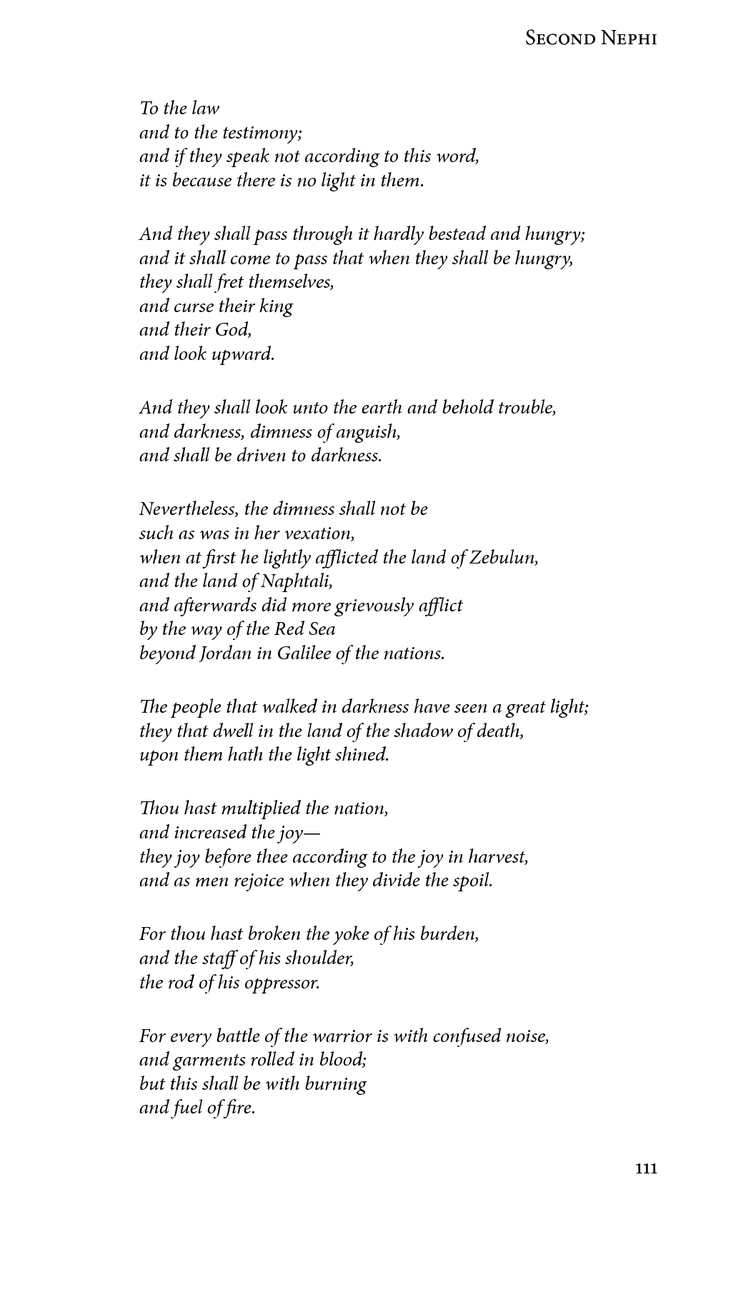 Second Nephi
To the law
and to the testimony;
and if they speak not according to this word,
it is because there is no light in them.
And they shall pass through it hardly bestead and hungry;
and it shall come to pass that when they shall be hungry,
they shall fret themselves,
and curse their king
and their God,
and look upward.
And they shall look unto the earth and behold trouble,
and darkness, dimness of anguish,
and shall be driven to darkness.
Nevertheless, the dimness shall not be
such as was in her vexation,
when at first he lightly afflicted the land of Zebulun,
and the land of Naphtali,
and afterwards did more grievously afflict
by the way of the Red Sea
beyond Jordan in Galilee of the nations.
The people that walked in darkness have seen a great light;
they that dwell in the land of the shadow of death,
upon them hath the light shined.
Thou hast multiplied the nation,
and increased the joy—
they joy before thee according to the joy in harvest,
and as men rejoice when they divide the spoil.
For thou hast broken the yoke of his burden,
and the staff of his shoulder,
the rod of his oppressor.
For every battle of the warrior is with confused noise,
and garments rolled in blood;
but this shall be with burning
and fuel of fire.
111